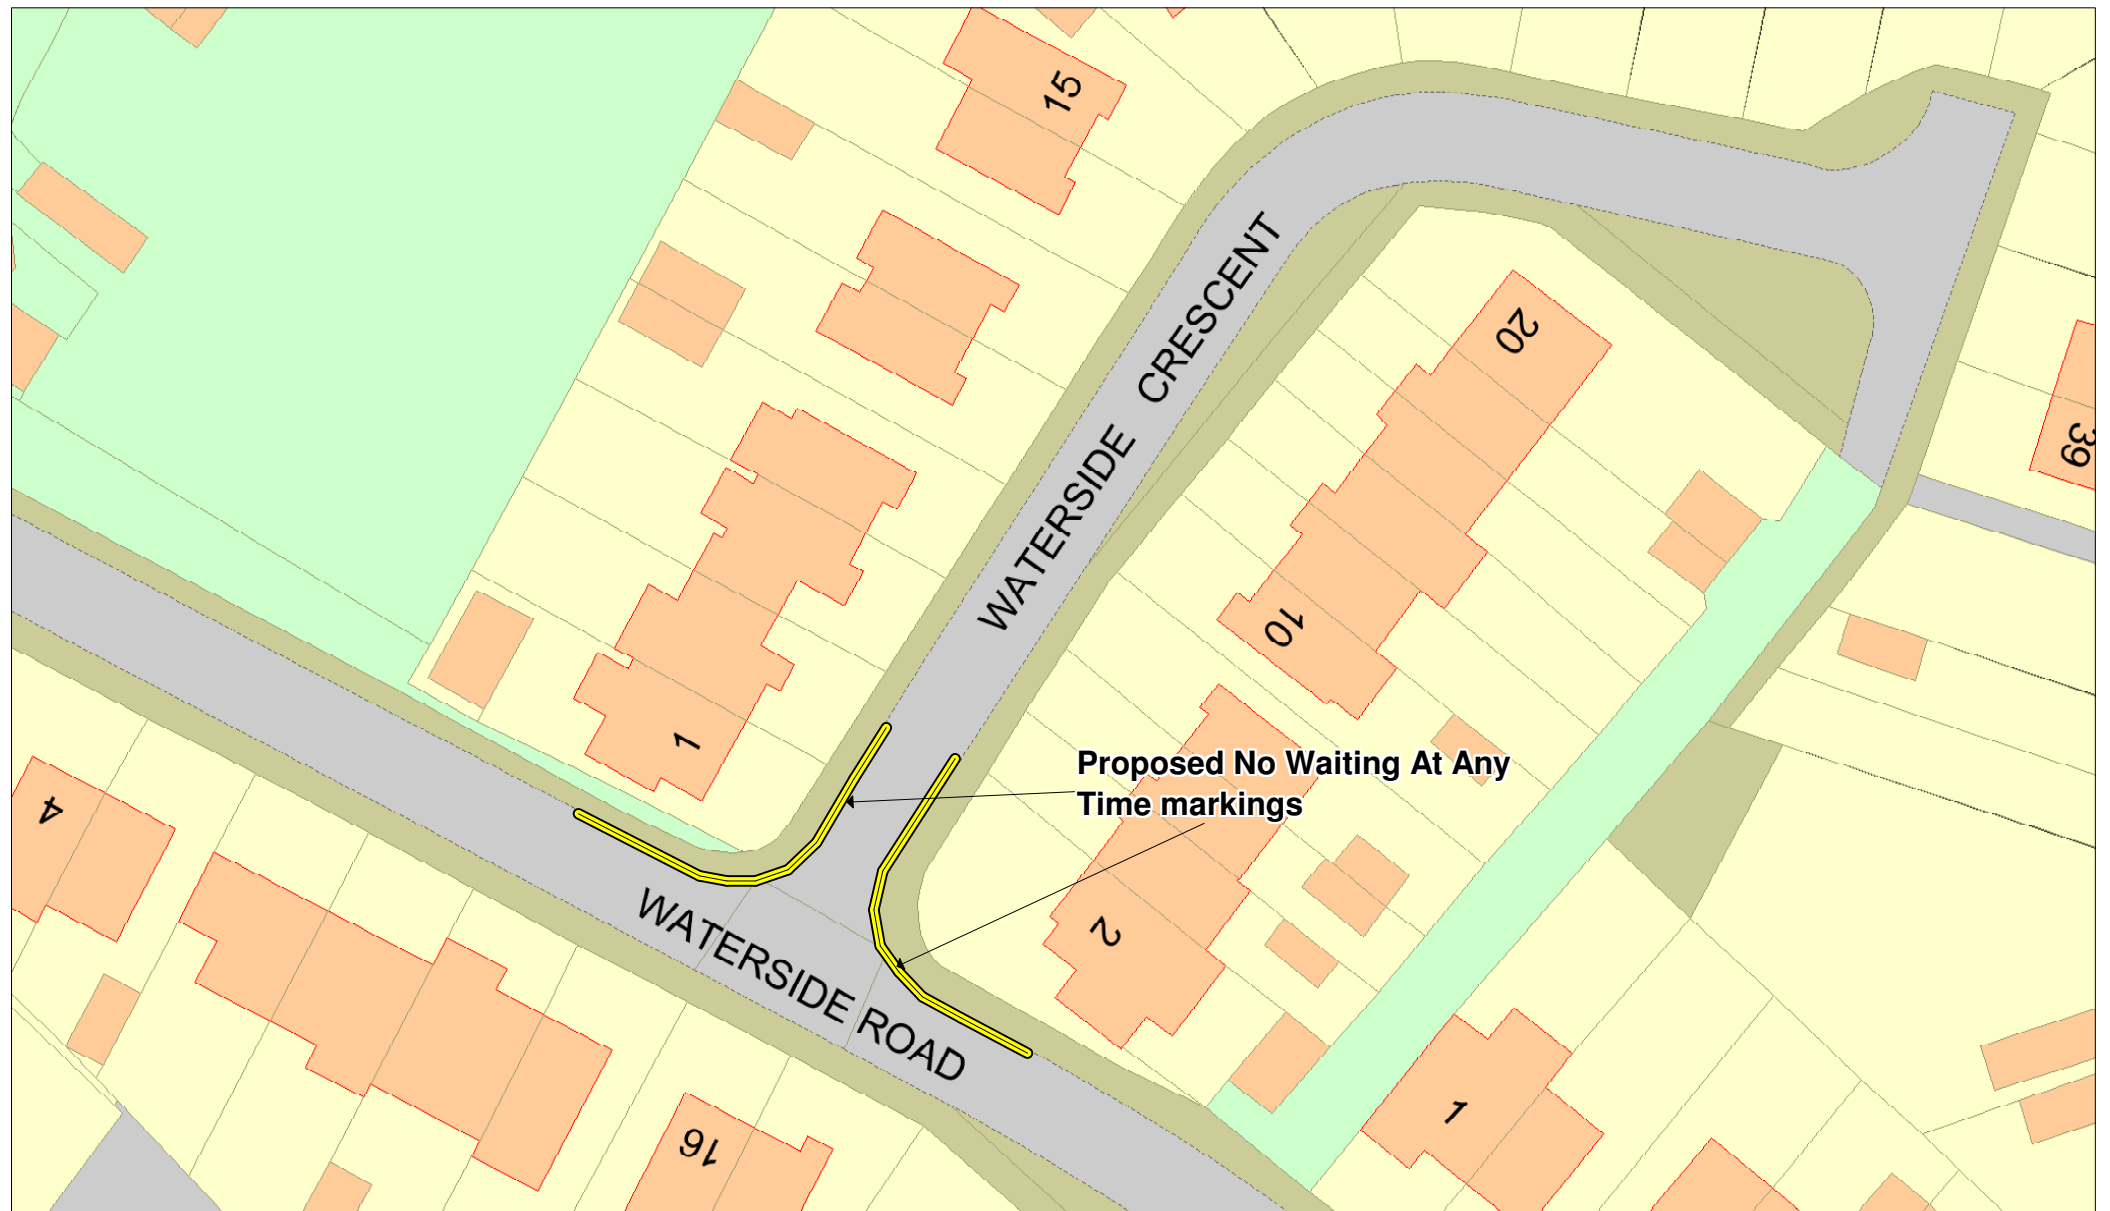 15
20
39
WATERSIDE CRESCENT
10
1
Proposed No Waiting At Any
Time markings
4
2
WATERSIDE ROAD
1
16